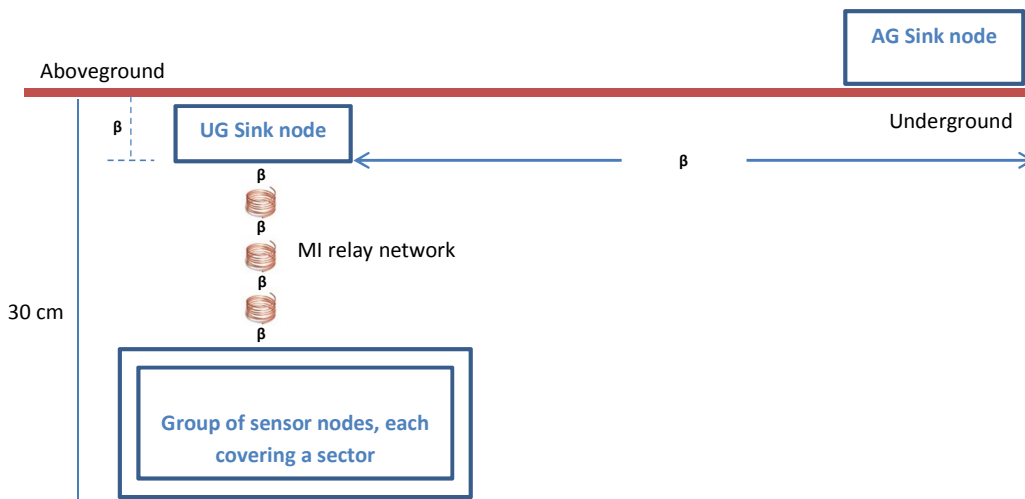 AG Sink node
Aboveground
β
UG Sink node
Underground
β
β
β
MI relay network
β
30 cm
β
Group of sensor nodes, each
covering a sector